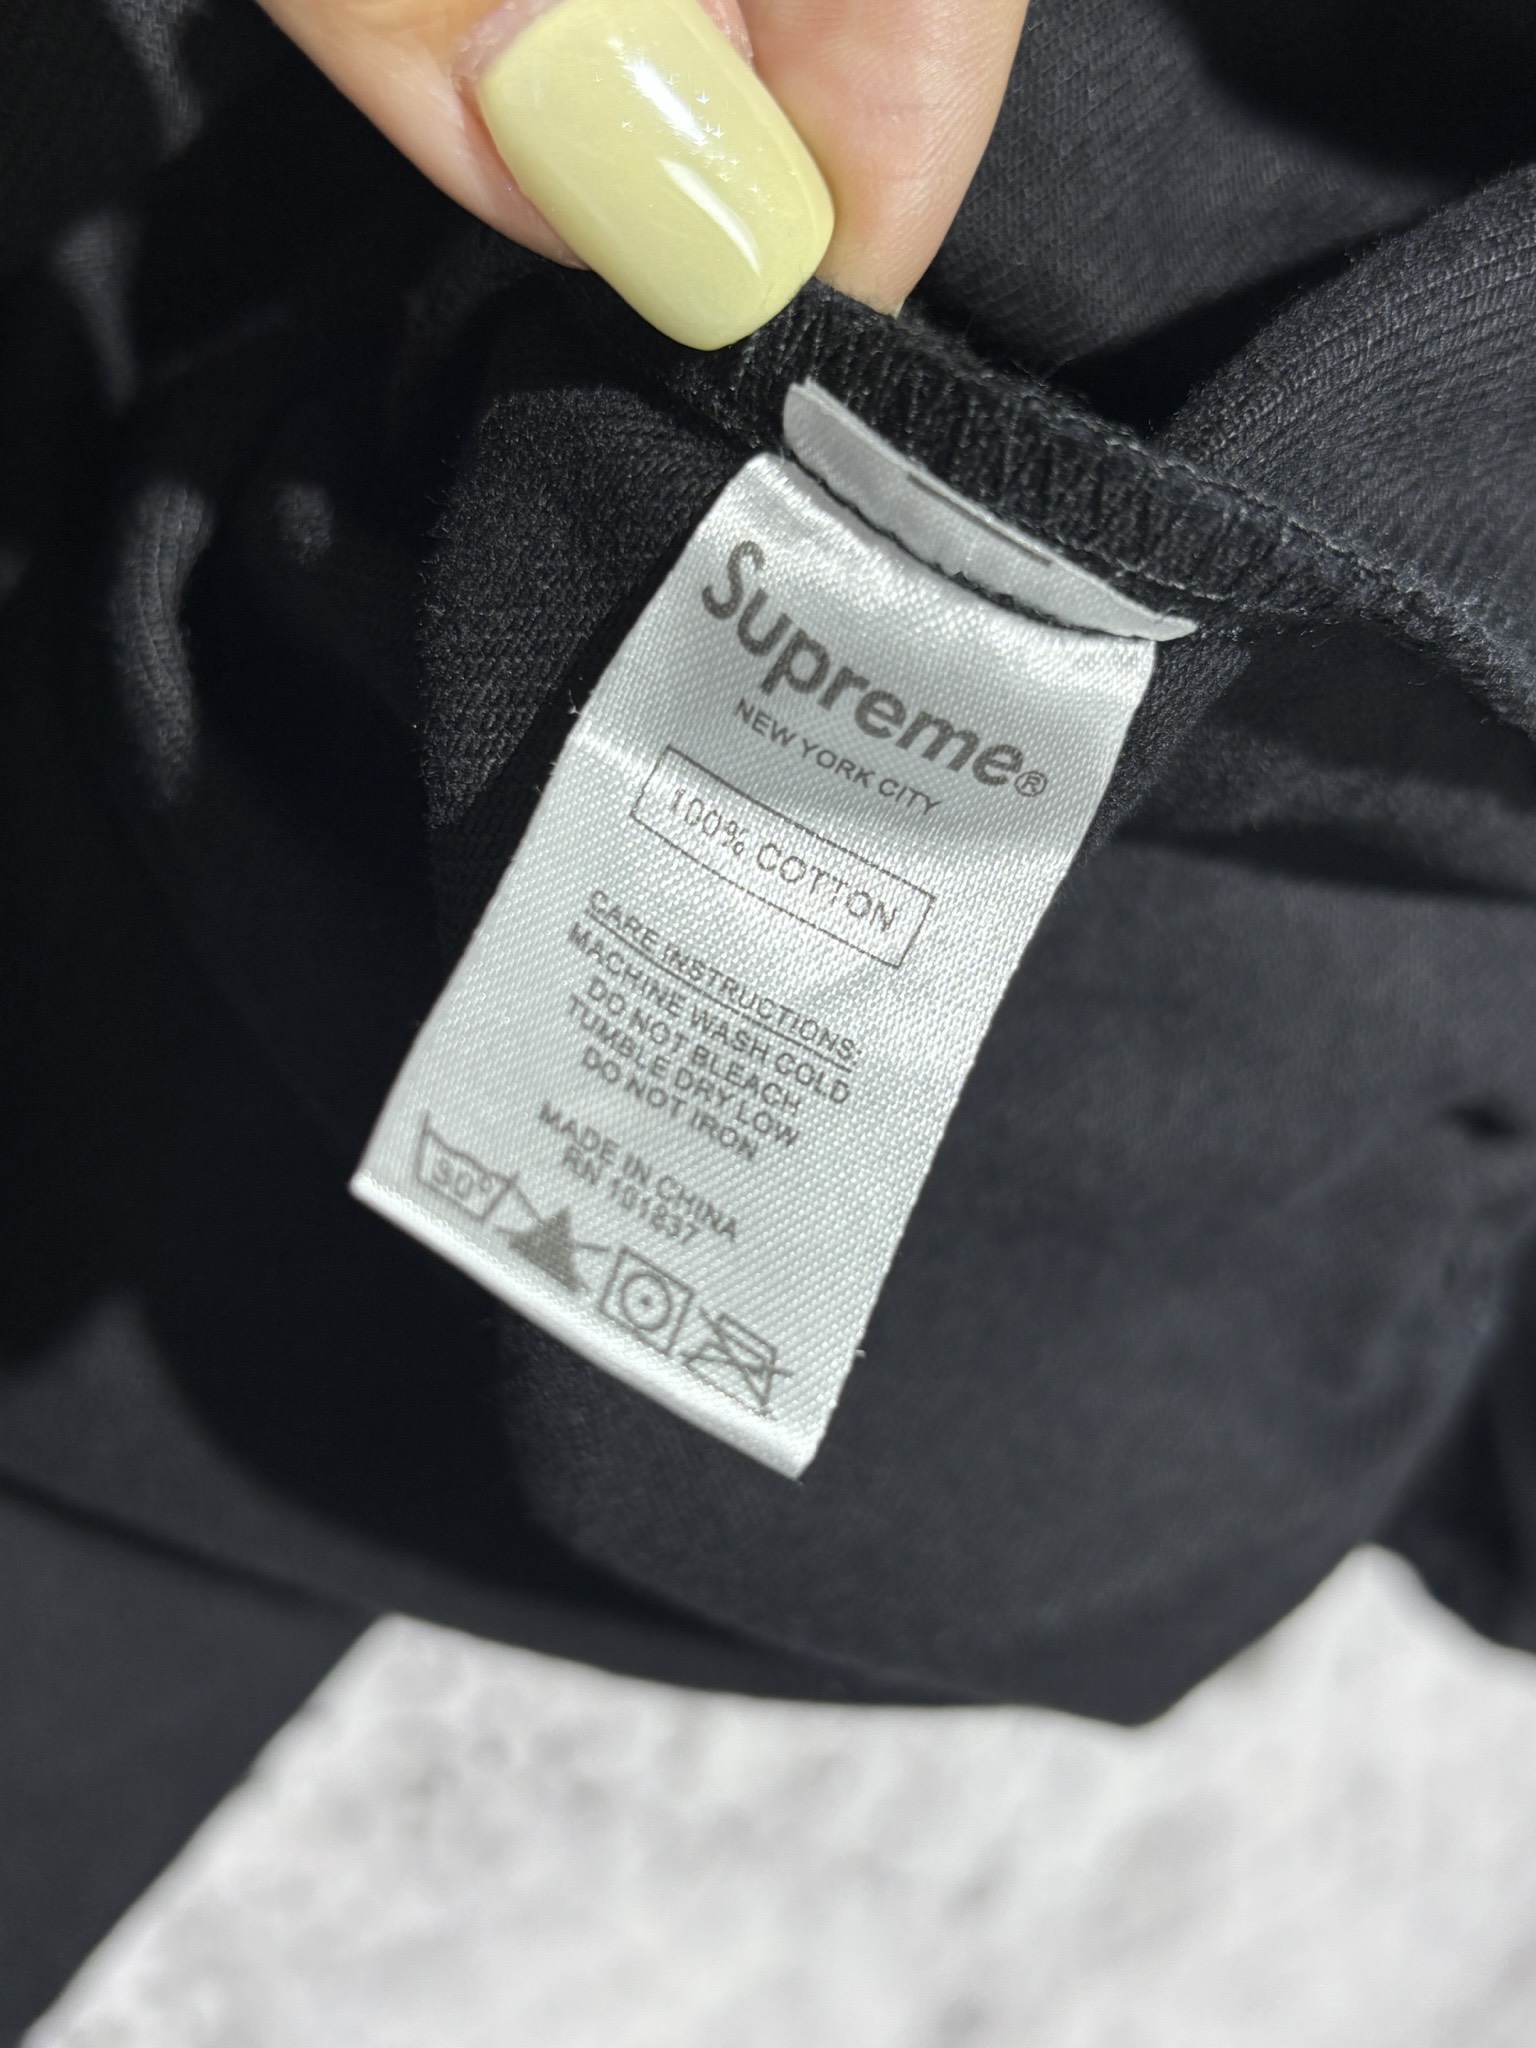 Supreme®
NEW YORK CITY
100% COTTON
CARE INSTRUCTIONS:
MACHINE WASH COLD
DO NOT BLEACH
TUMBLE DRY LOW
DO NOT IRON
MADE IN CHINA
RN 101837
30°